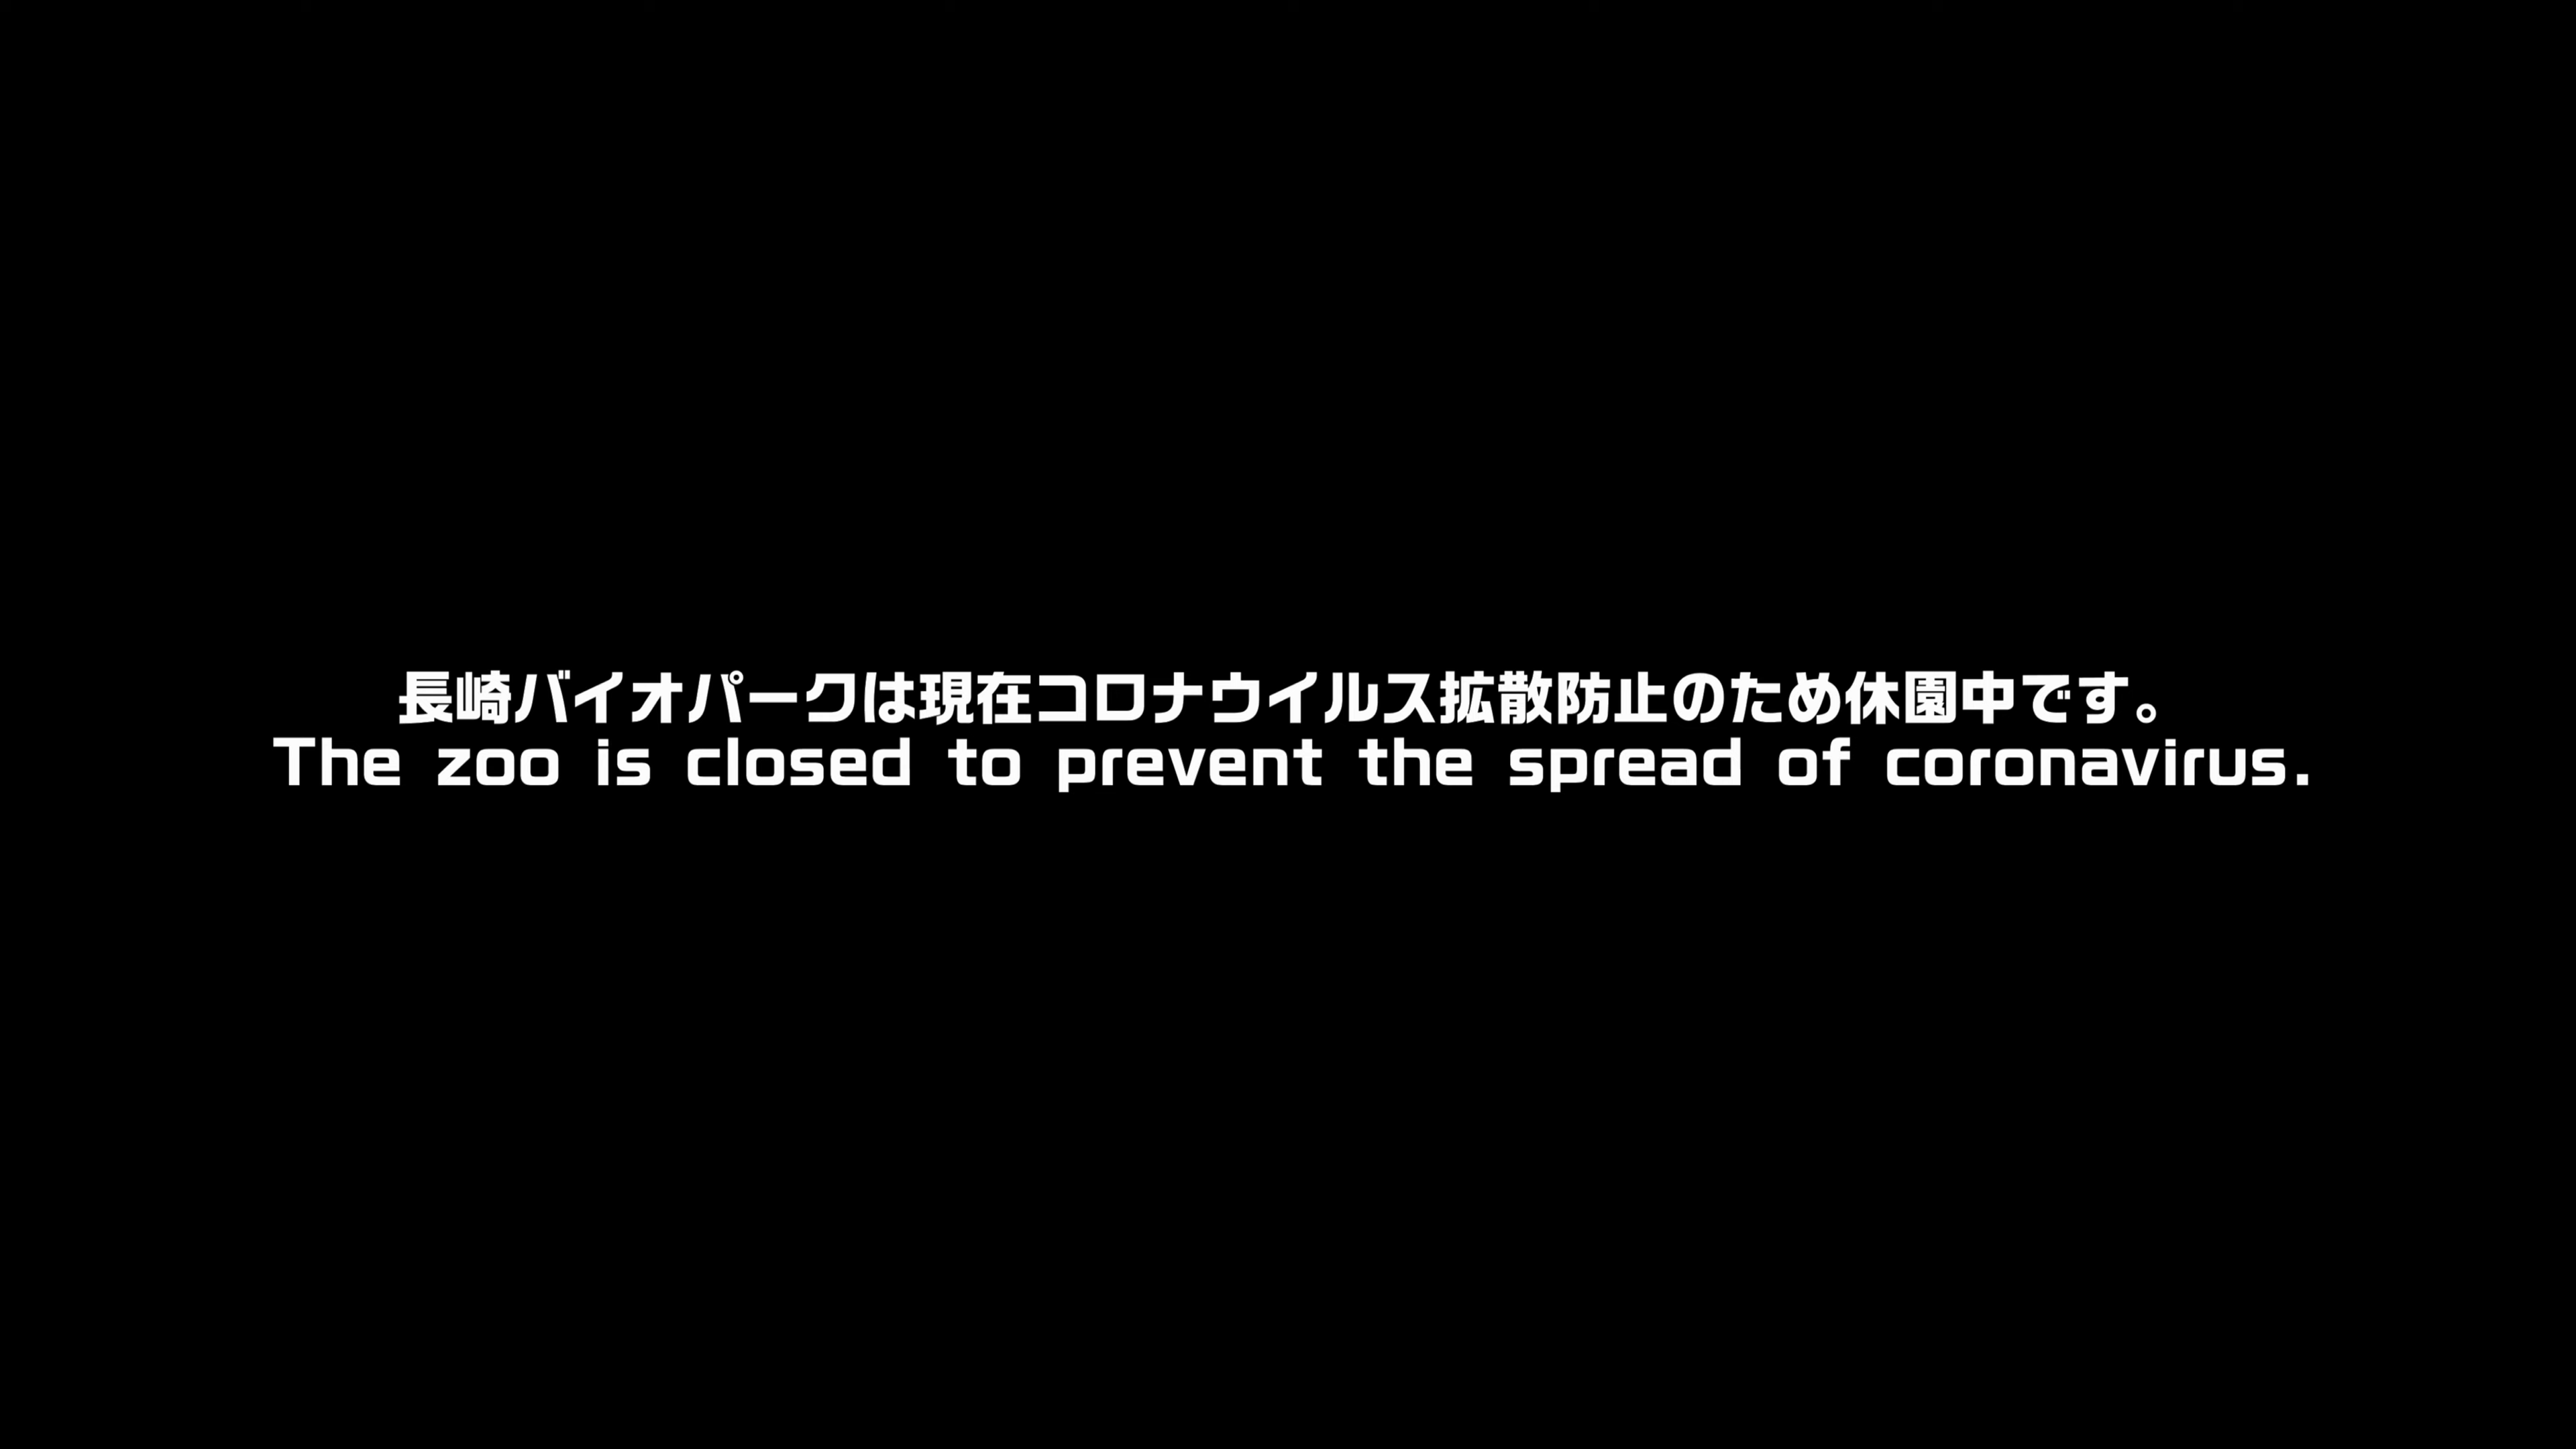 長崎バイオパークは現在コロナウイルス拡散防止のため休園中です。
The zoo is closed to prevent the spread of coronavirus.